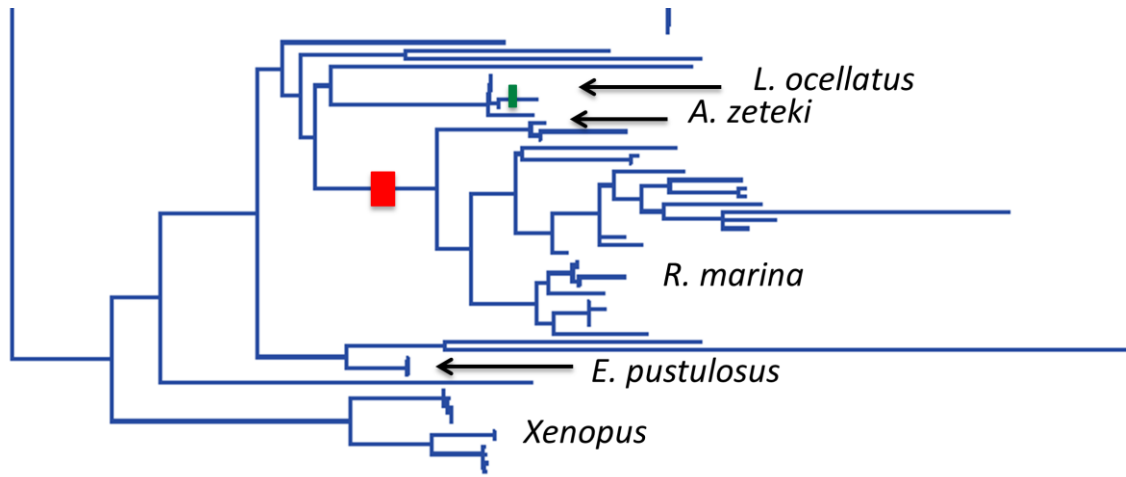 L. ocellatus
A. zeteki
R. marina
E. pustulosus
Xenopus